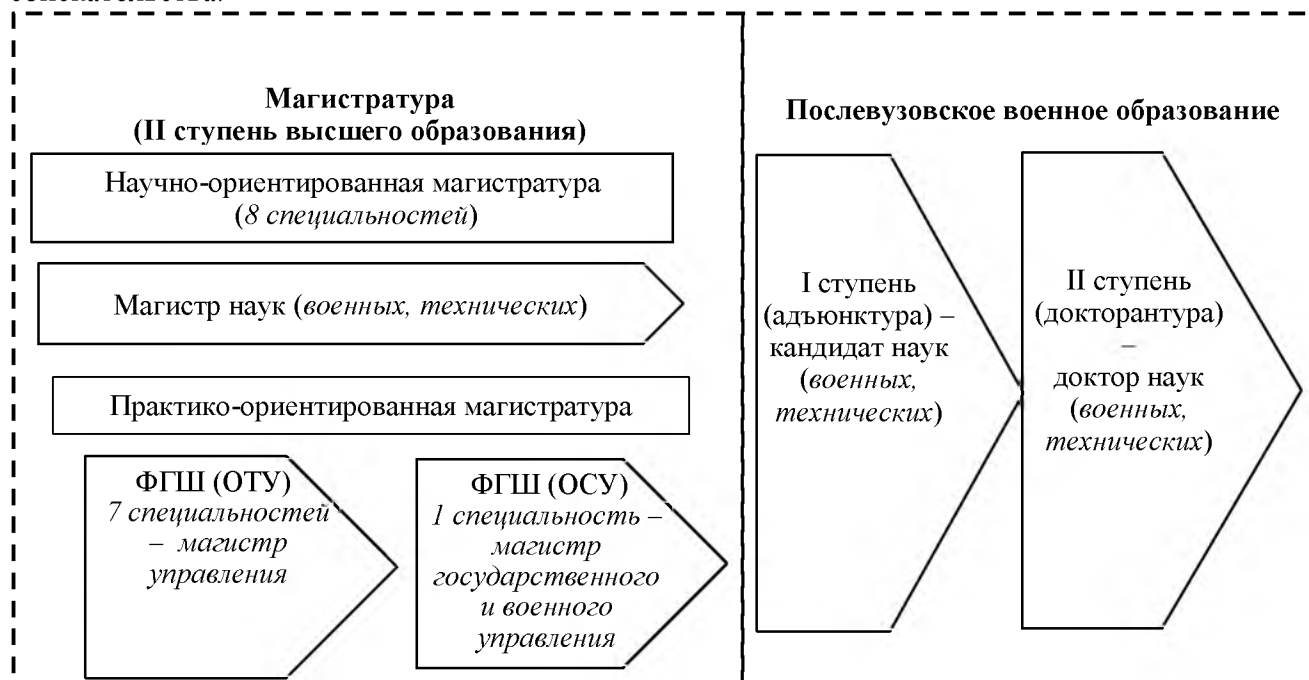 Магистратура
(II ступень высшего образования)
Научно-ориентированная магистратура
(8 специальностей)
Магистр наук (военных, технических)
Практико-ориентированная магистратура
ФГШ (ОТУ)
7 специальностей
– магистр
управления
ФГШ (ОСУ)
1 специальность –
магистр
государственного
и военного
управления
Послевузовское военное образование
I ступень
(адъюнктура) –
кандидат наук
(военных,
технических)
II ступень
(докторантура)
–
доктор наук
(военных,
технических)